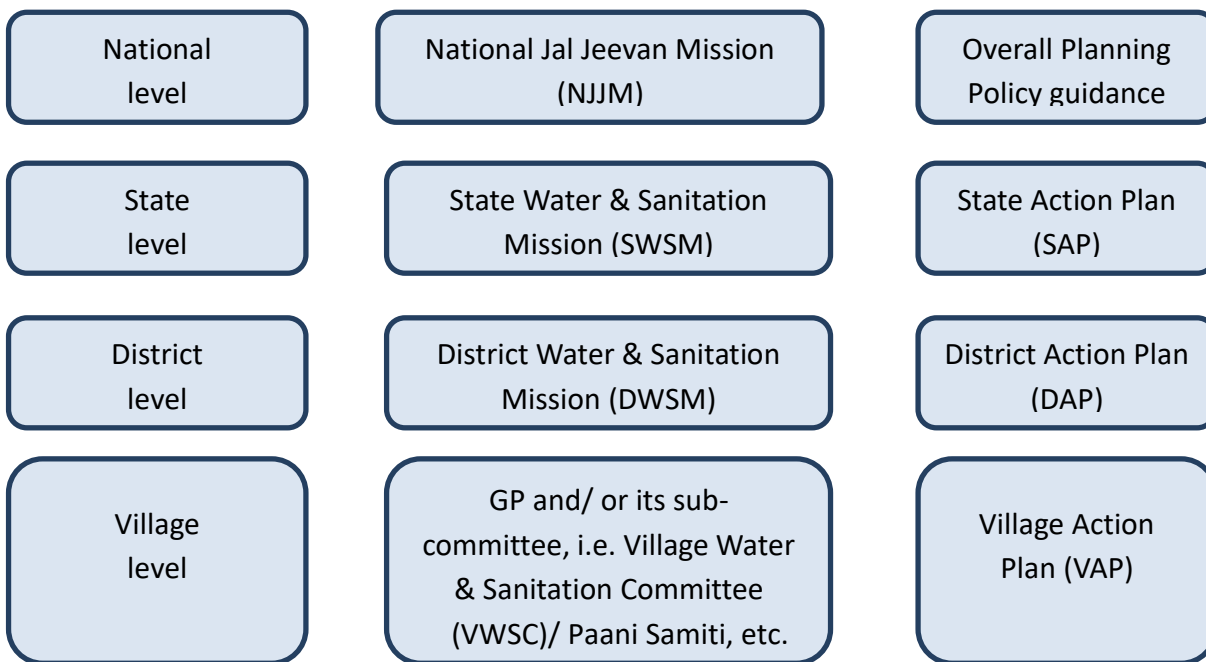 National
level
National Jal Jeevan Mission
(NJJM)
Overall Planning
Policy guidance
State
level
State Water & Sanitation
Mission (SWSM)
State Action Plan
(SAP)
District
level
District Water & Sanitation
Mission (DWSM)
District Action Plan
(DAP)
Village
level
GP and/ or its sub-
committee, i.e. Village Water
& Sanitation Committee
(VWSC)/ Paani Samiti, etc.
Village Action
Plan (VAP)